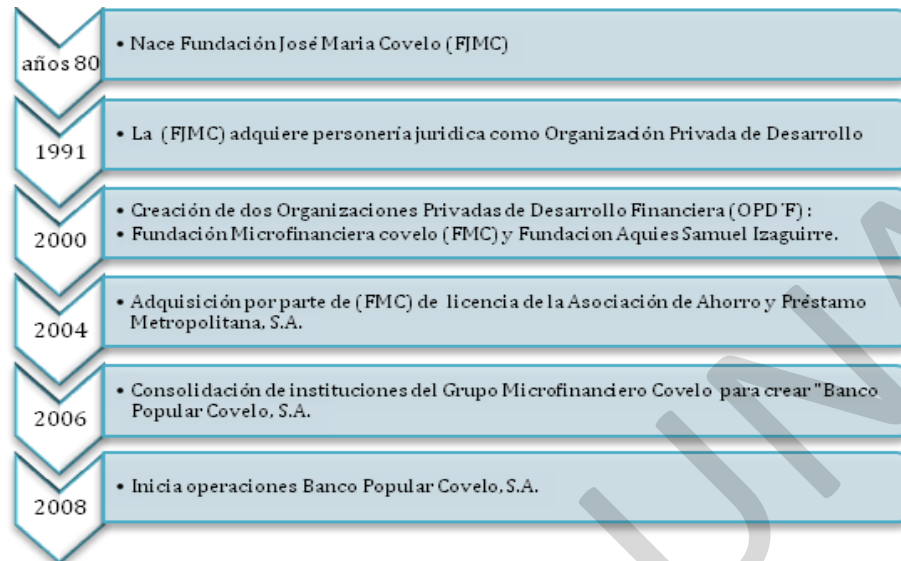 años 80
• Nace Fundación José Maria Covelo (FJMC)
1991
• La (FJMC) adquiere personería juridica como Organización Privada de Desarrollo
2000
• Creación de dos Organizaciones Privadas de Desarrollo Financiera (OPD´F) :
• Fundación Microfinanciera covelo (FMC) y Fundacion Aquies Samuel Izaguirre.
2004
• Adquisición por parte de (FMC) de licencia de la Asociación de Ahorro y Préstamo
Metropolitana, S.A.
2006
• Consolidación de instituciones del Grupo Microfinanciero Covelo para crear "Banco
Popular Covelo, S.A.
2008
• Inicia operaciones Banco Popular Covelo, S.A.